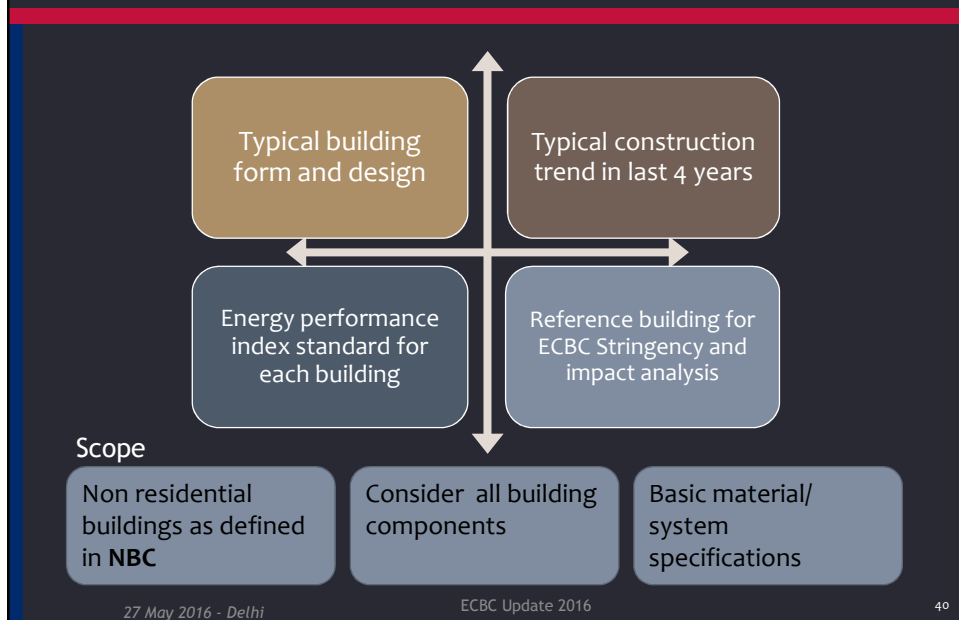 Typical building
form and design
Typical construction
trend in last 4 years
Energy performance
index standard for
each building
Reference building for
ECBC Stringency and
impact analysis
Scope
Non residential
buildings as defined
in NBC
Consider all building
components
Basic material/
system
specifications
27 May 2016 - Delhi
ECBC Update 2016
40